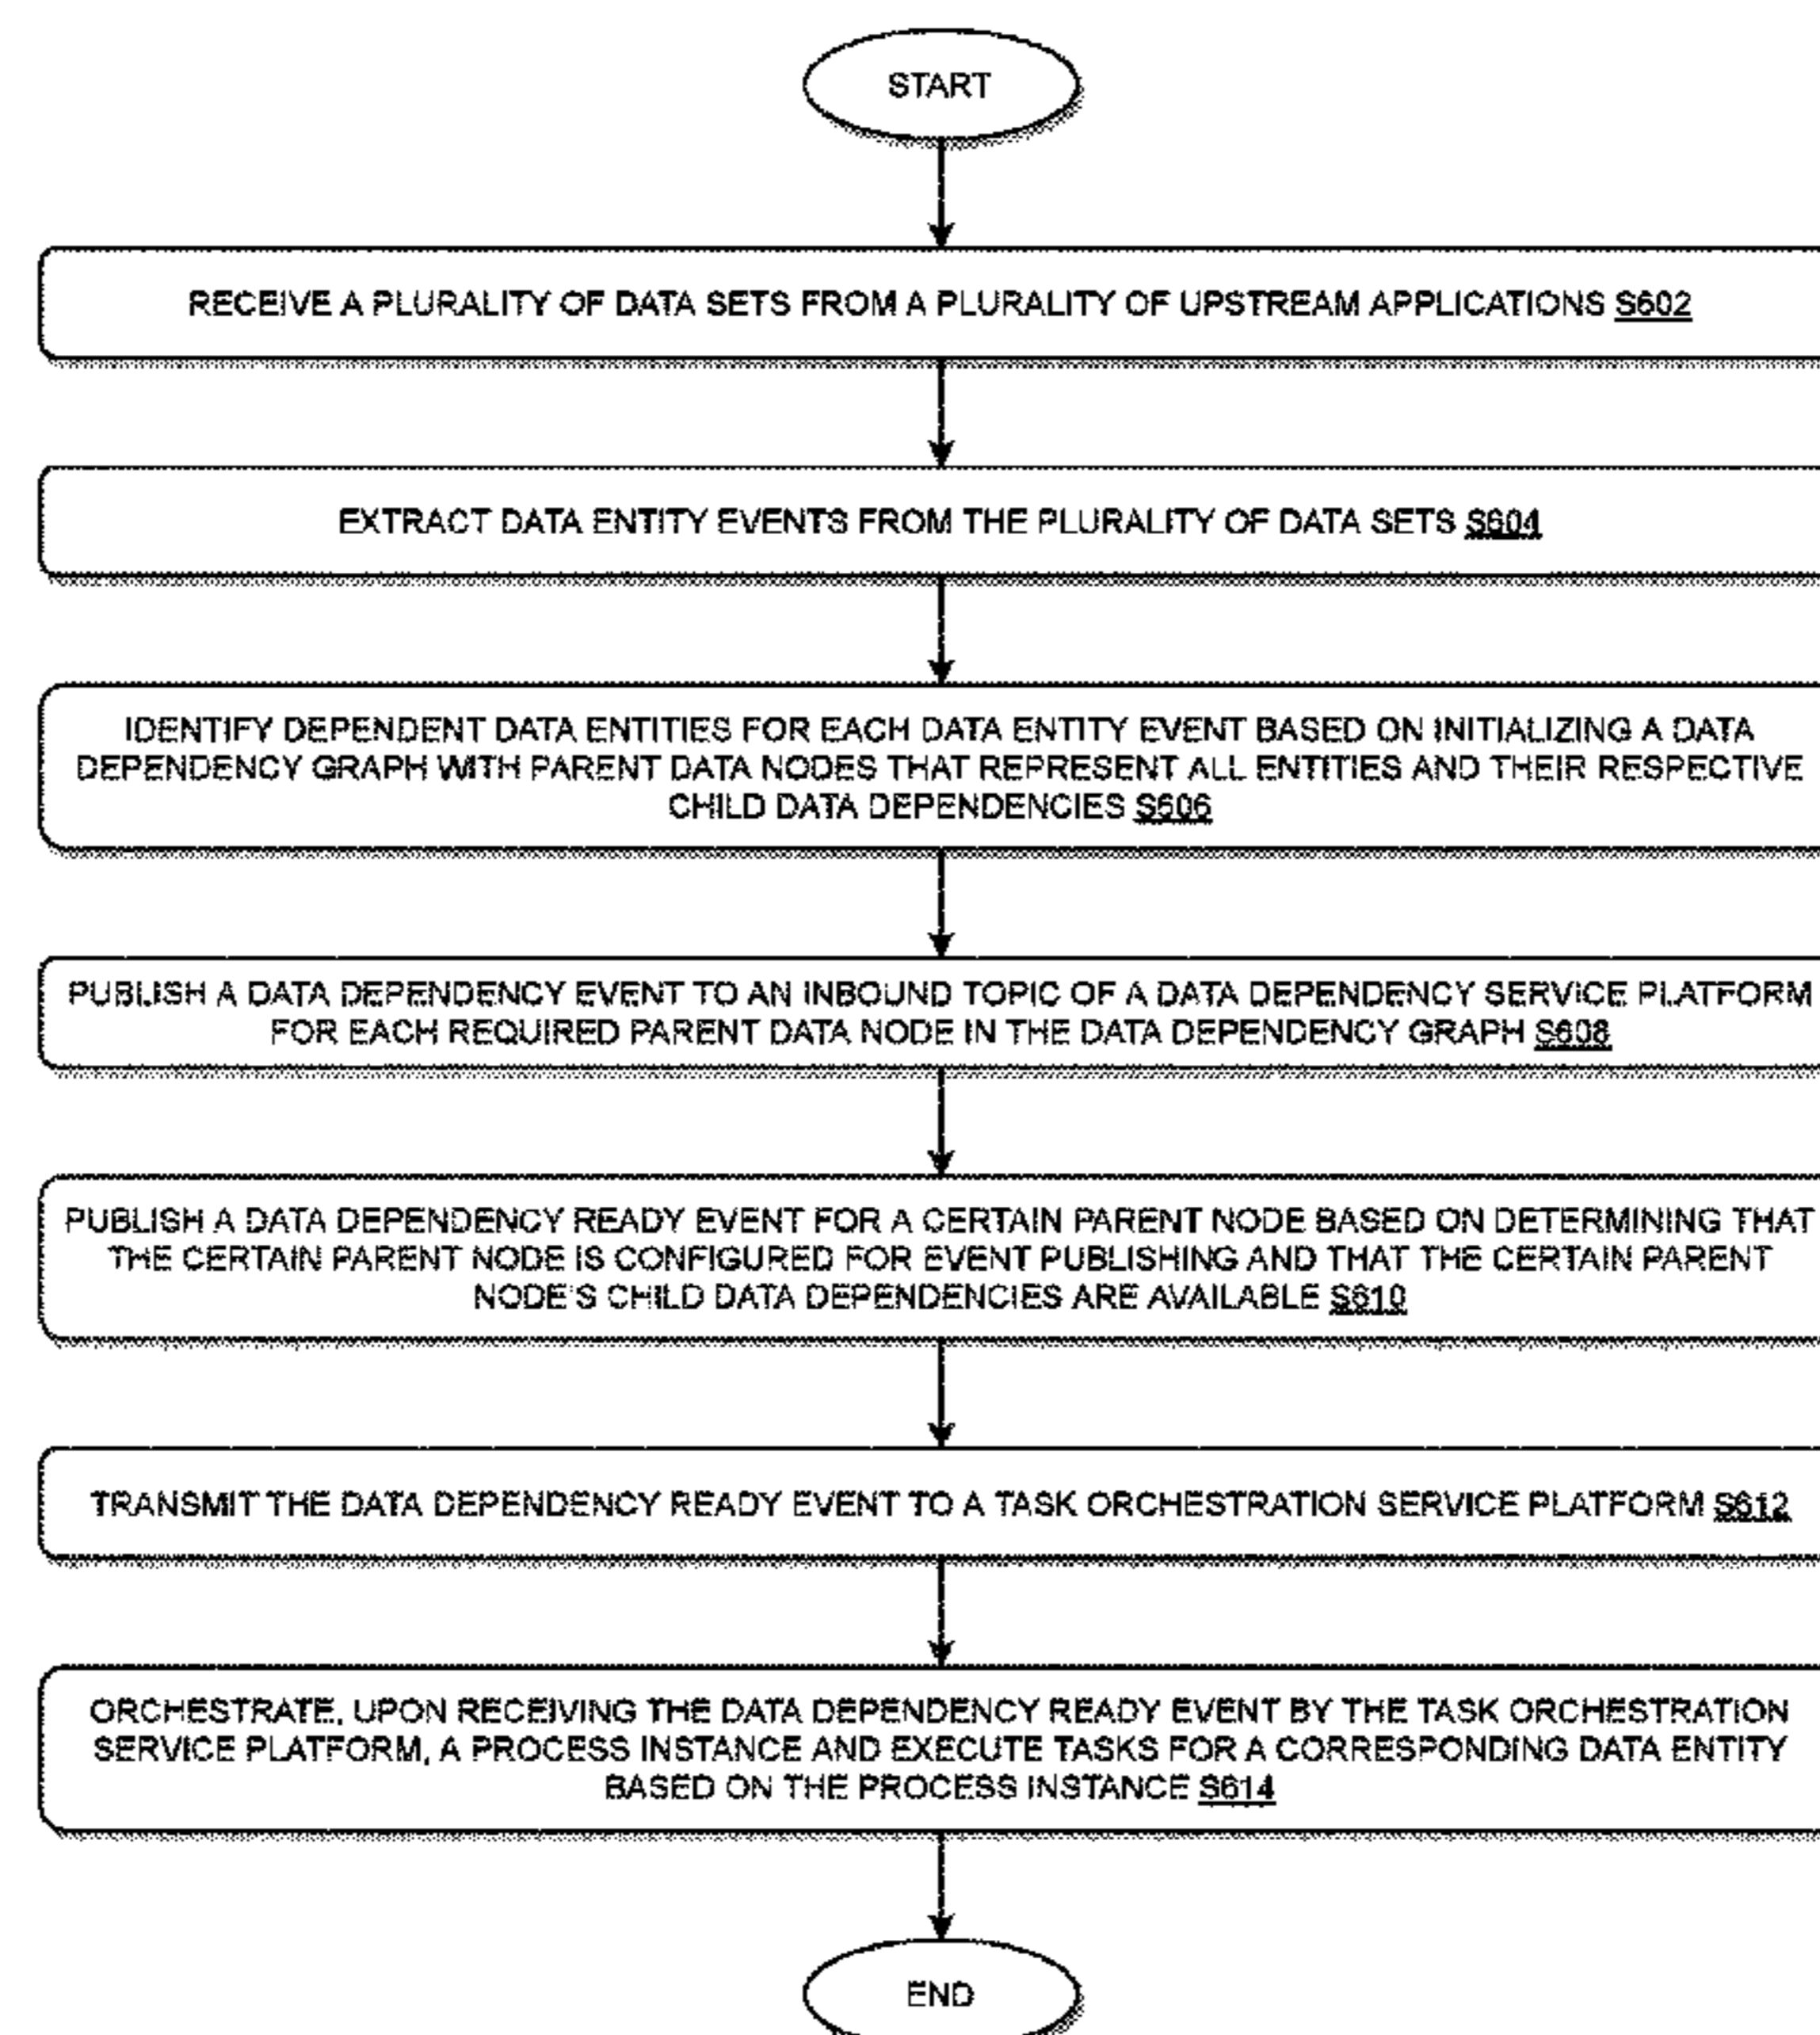 START
RECEIVE A PLURALITY OF DATA SETS FROM A PLURALITY OF UPSTREAM APPLICATIONS S602
EXTRACT DATA ENTITY EVENTS FROM THE PLURALITY OF DATA SETS S604
IDENTIFY DEPENDENT DATA ENTITIES FOR EACH DATA ENTITY EVENT BASED ON INITIALIZING A DATA
DEPENDENCY GRAPH WITH PARENT DATA NODES THAT REPRESENT ALL ENTITIES AND THEIR RESPECTIVE
CHILD DATA DEPENDENCIES S606
PUBLISH A DATA DEPENDENCY EVENT TO AN INBOUND TOPIC OF A DATA DEPENDENCY SERVICE PLATFORM
FOR EACH REQUIRED PARENT DATA NODE IN THE DATA DEPENDENCY GRAPH S608
PUBLISH A DATA DEPENDENCY READY EVENT FOR A CERTAIN PARENT NODE BASED ON DETERMINING THAT
THE CERTAIN PARENT NODE IS CONFIGURED FOR EVENT PUBLISHING AND THAT THE CERTAIN PARENT
NODE'S CHILD DATA DEPENDENCIES ARE AVAILABLE S610
TRANSMIT THE DATA DEPENDENCY READY EVENT TO A TASK ORCHESTRATION SERVICE PLATFORM S612
ORCHESTRATE, UPON RECEIVING THE DATA DEPENDENCY READY EVENT BY THE TASK ORCHESTRATION
SERVICE PLATFORM, A PROCESS INSTANCE AND EXECUTE TASKS FOR A CORRESPONDING DATA ENTITY
BASED ON THE PROCESS INSTANCE S614
END